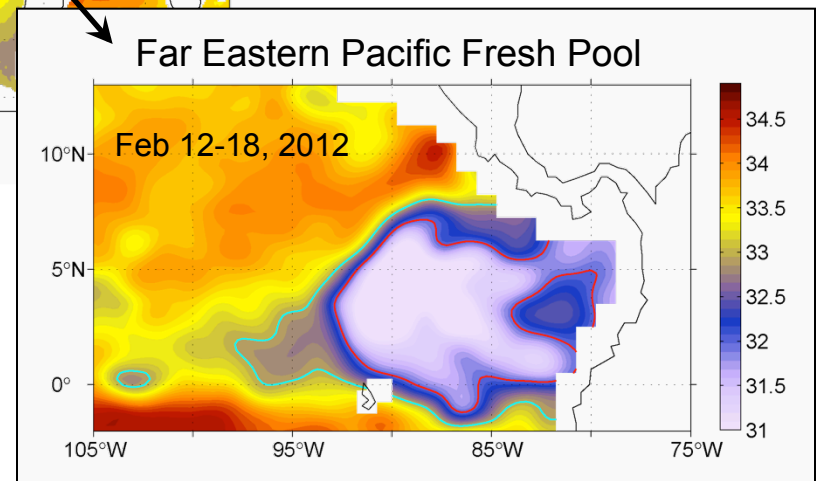 Far Eastern Pacific Fresh Pool
Feb 12-18, 2012
10°N
5°N
0°
105°W
95°W
85°W
75°W
34.5
34
33.5
33
32.5
32
31.5
31